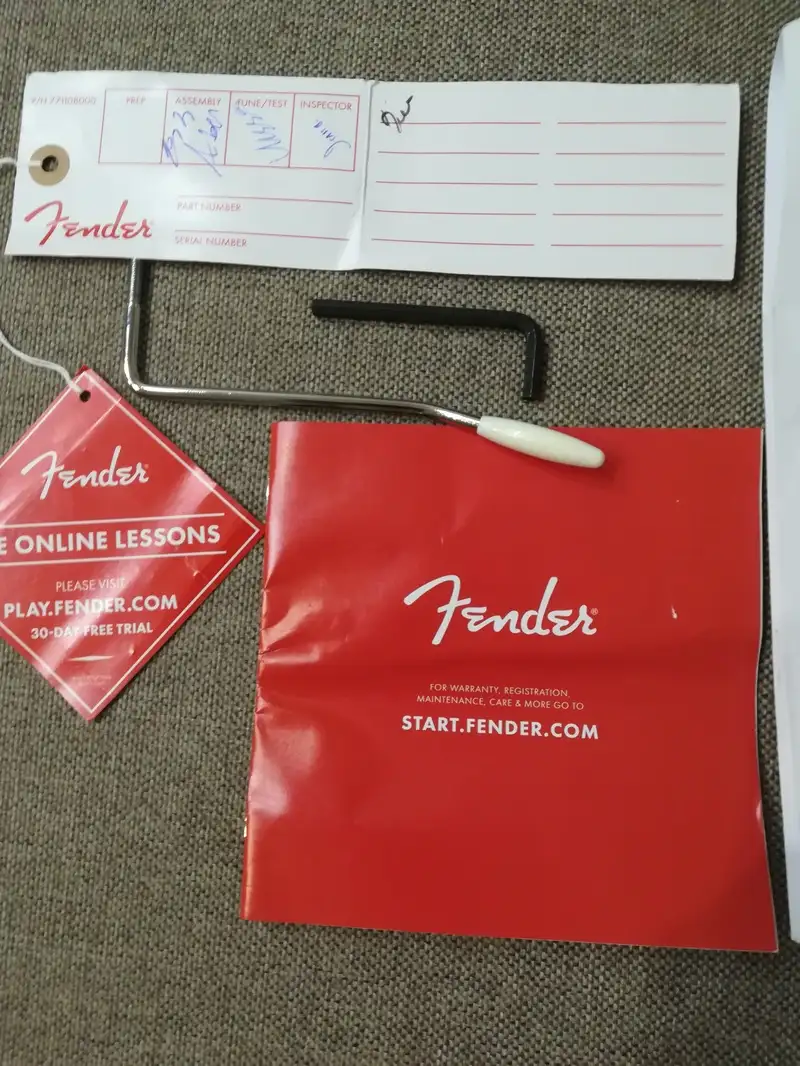 P/N 7710108000
PREP
ASSEMBLY
TUNE/TEST
INSPECTOR
Fender
PART NUMBER
SERIAL NUMBER
Fender
E ONLINE LESSONS
PLEASE VISIT
PLAY.FENDER.COM
30-DAY FREE TRIAL
Fender®
FOR WARRANTY, REGISTRATION,
MAINTENANCE, CARE & MORE GO TO
START.FENDER.COM